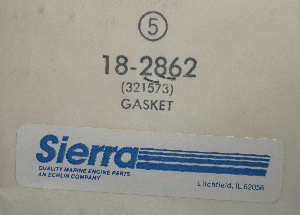 5
18-2862
(321573)
GASKET
Sierra
QUALITY MARINE ENGINE PARTS
AN ECHLIN COMPANY
Litchfield, IL 62056